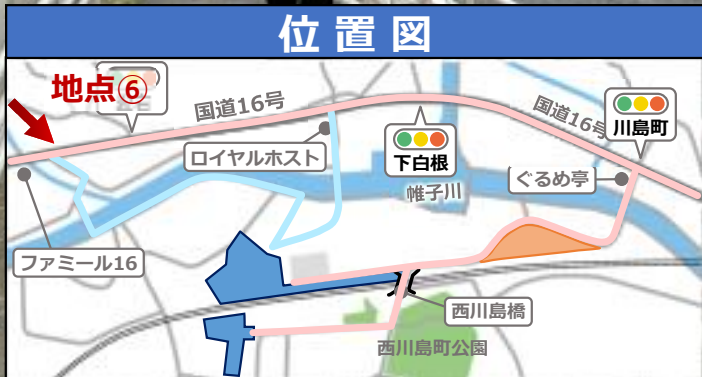 位置図
地点⑥
国道16号
国道16号
川島町
ロイヤルホスト
下白根
帷子川
ぐるめ亭
ファミール16
西川島橋
西川島町公園